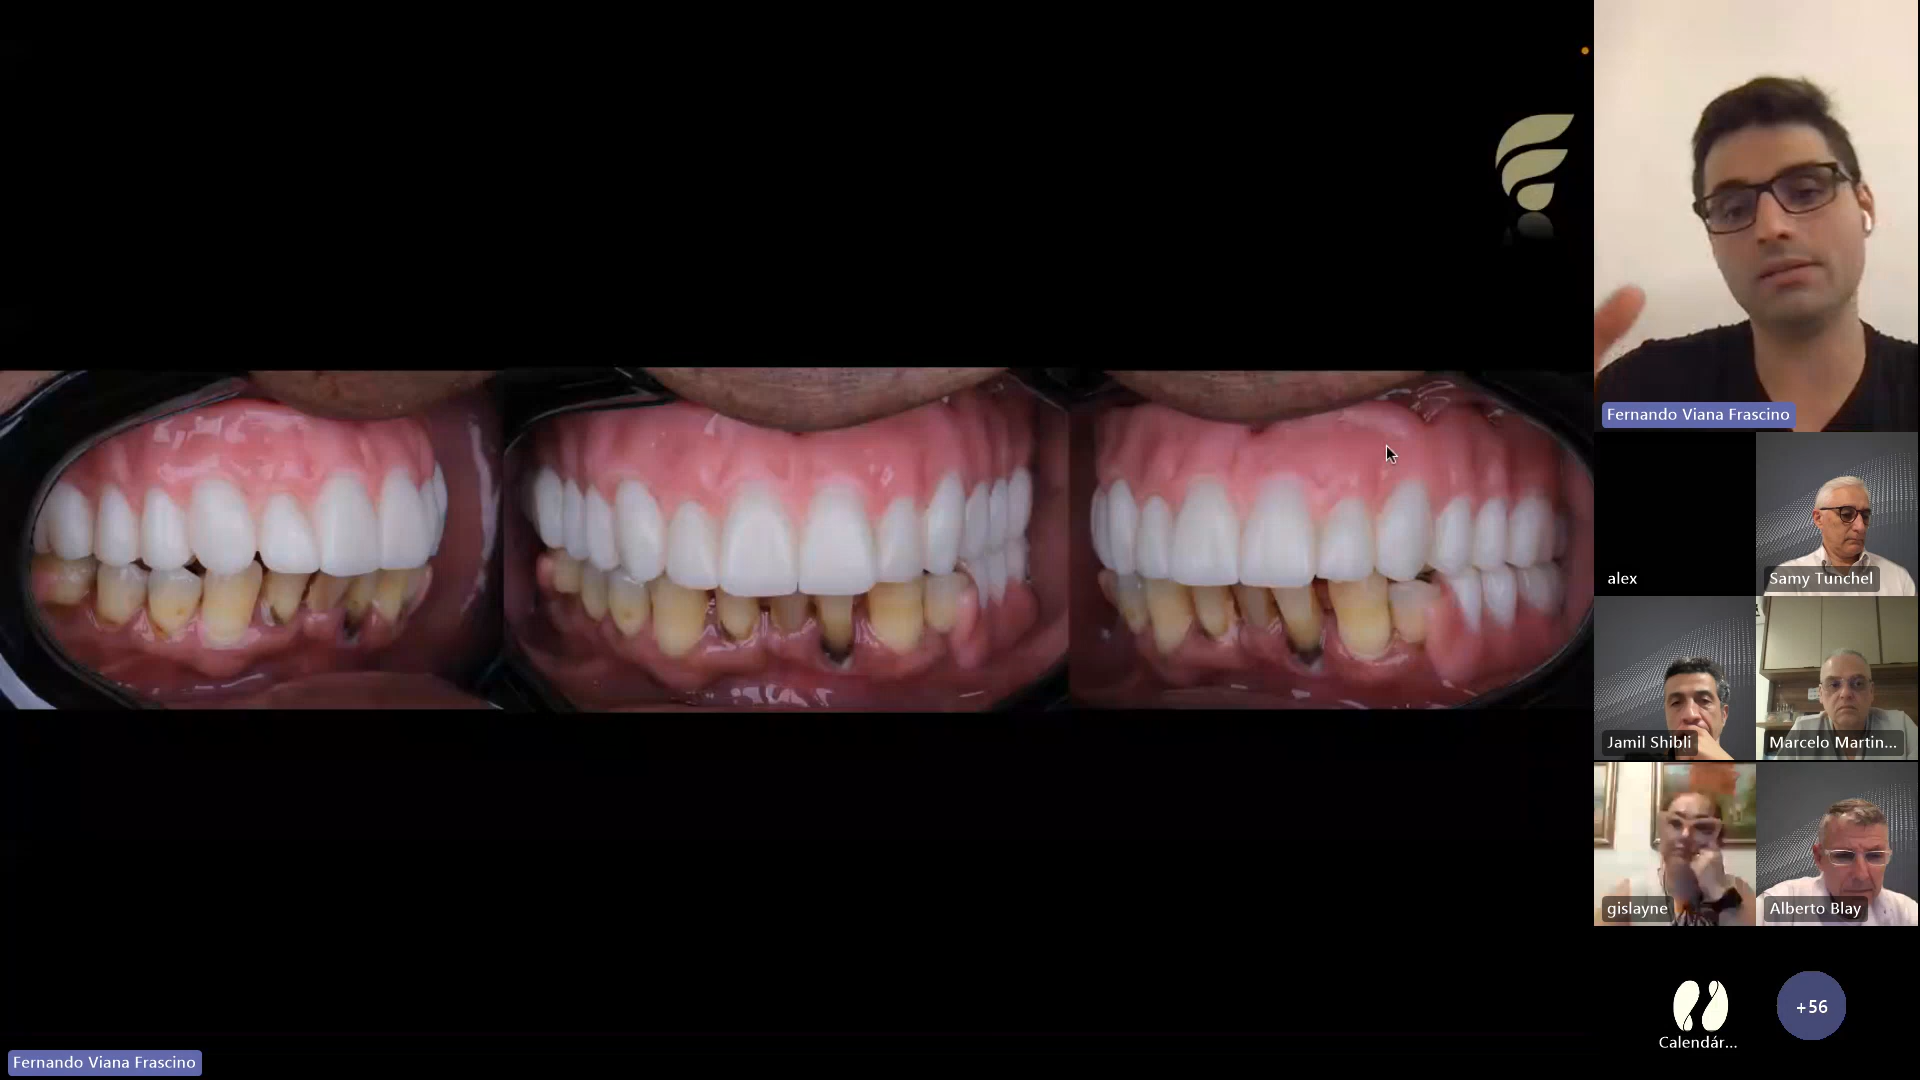 Fernando Viana Frascino
alex
Samy Tunchel
Jamil Shibli
Marcelo Martin...
gislayne
Alberto Blay
Calendár...
+56
Fernando Viana Frascino